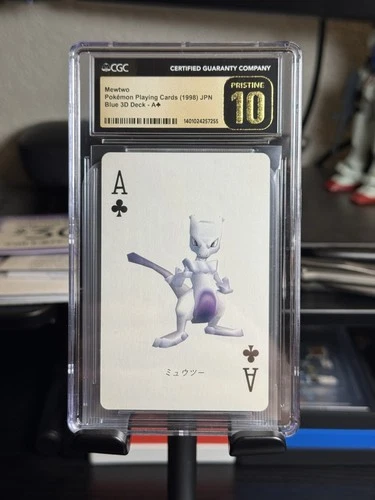 CGC CERTIFIED GUARANTY COMPANY
Mewtwo
Pokémon Playing Cards (1998) JPN
Blue 3D Deck - A♣
PRISTINE
10
1401024257255
A
ミュウツー
A